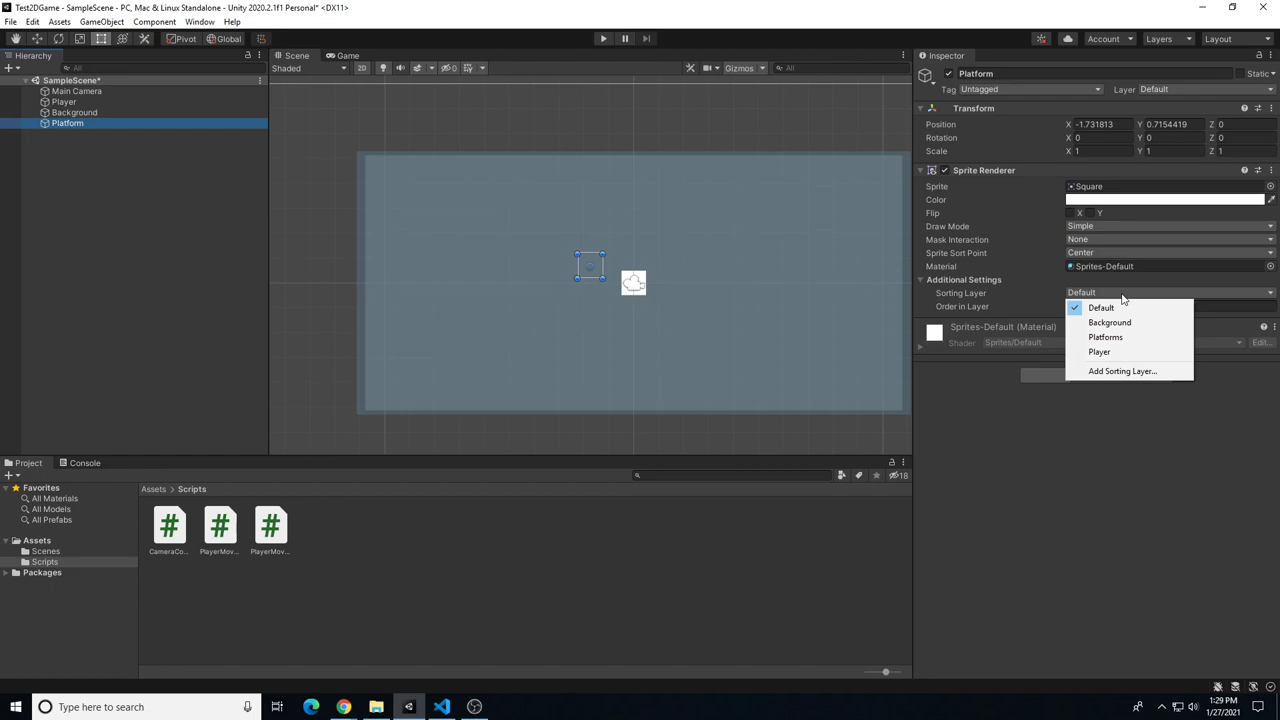 Test2DGame - SampleScene - PC, Mac & Linux Standalone - Unity 2020.2.1f1 Personal* <DX11>
File Edit Assets GameObject Component Window Help
Pivot Global Account Layers Layout
Hierarchy
All
SampleScene*
Main Camera
Player
Background
Platform
Scene Game
Shaded 2D 0 Gizmos All
Inspector
Platform Static
Tag Untagged Layer Default
Transform
Position X -1.731813 Y 0.7154419 Z 0
Rotation X 0 Y 0 Z 0
Scale X 1 Y 1 Z 1
Sprite Renderer
Sprite Square
Color
Flip X Y
Draw Mode Simple
Mask Interaction None
Sprite Sort Point Center
Material Sprites-Default
Additional Settings
Sorting Layer Default
Order in Layer
Default
Background
Platforms
Player
Add Sorting Layer...
Sprites-Default (Material)
Shader Sprites/Default Edit...
Project Console
18
Favorites
All Materials
All Models
All Prefabs
Assets
Scenes
Scripts
Packages
Assets > Scripts
CameraCo... PlayerMov... PlayerMov...
Type here to search
1:29 PM
1/27/2021